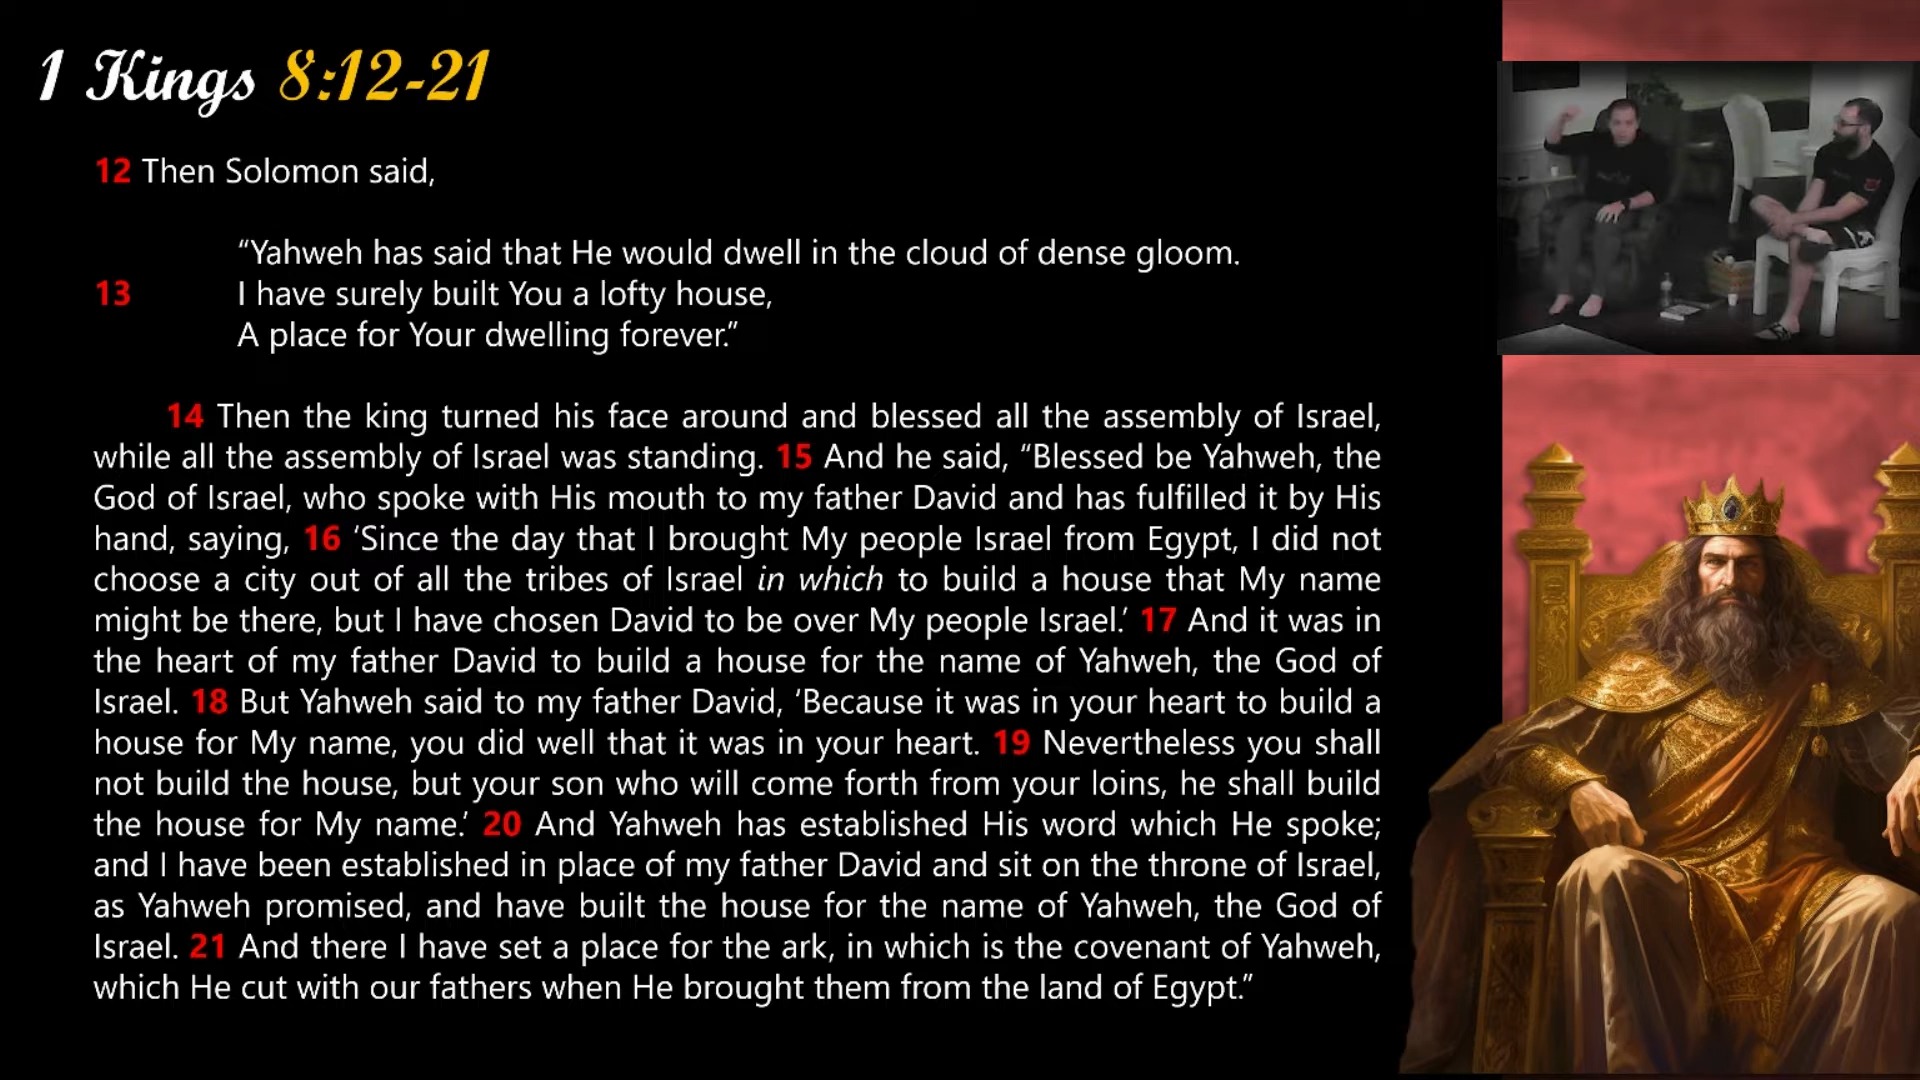 1 Kings 8:12-21
12 Then Solomon said,
“Yahweh has said that He would dwell in the cloud of dense gloom.
13 I have surely built You a lofty house,
A place for Your dwelling forever.”
14 Then the king turned his face around and blessed all the assembly of Israel,
while all the assembly of Israel was standing. 15 And he said, “Blessed be Yahweh, the
God of Israel, who spoke with His mouth to my father David and has fulfilled it by His
hand, saying, 16 ‘Since the day that I brought My people Israel from Egypt, I did not
choose a city out of all the tribes of Israel in which to build a house that My name
might be there, but I have chosen David to be over My people Israel.’ 17 And it was in
the heart of my father David to build a house for the name of Yahweh, the God of
Israel. 18 But Yahweh said to my father David, ‘Because it was in your heart to build a
house for My name, you did well that it was in your heart. 19 Nevertheless you shall
not build the house, but your son who will come forth from your loins, he shall build
the house for My name.’ 20 And Yahweh has established His word which He spoke;
and I have been established in place of my father David and sit on the throne of Israel,
as Yahweh promised, and have built the house for the name of Yahweh, the God of
Israel. 21 And there I have set a place for the ark, in which is the covenant of Yahweh,
which He cut with our fathers when He brought them from the land of Egypt.”